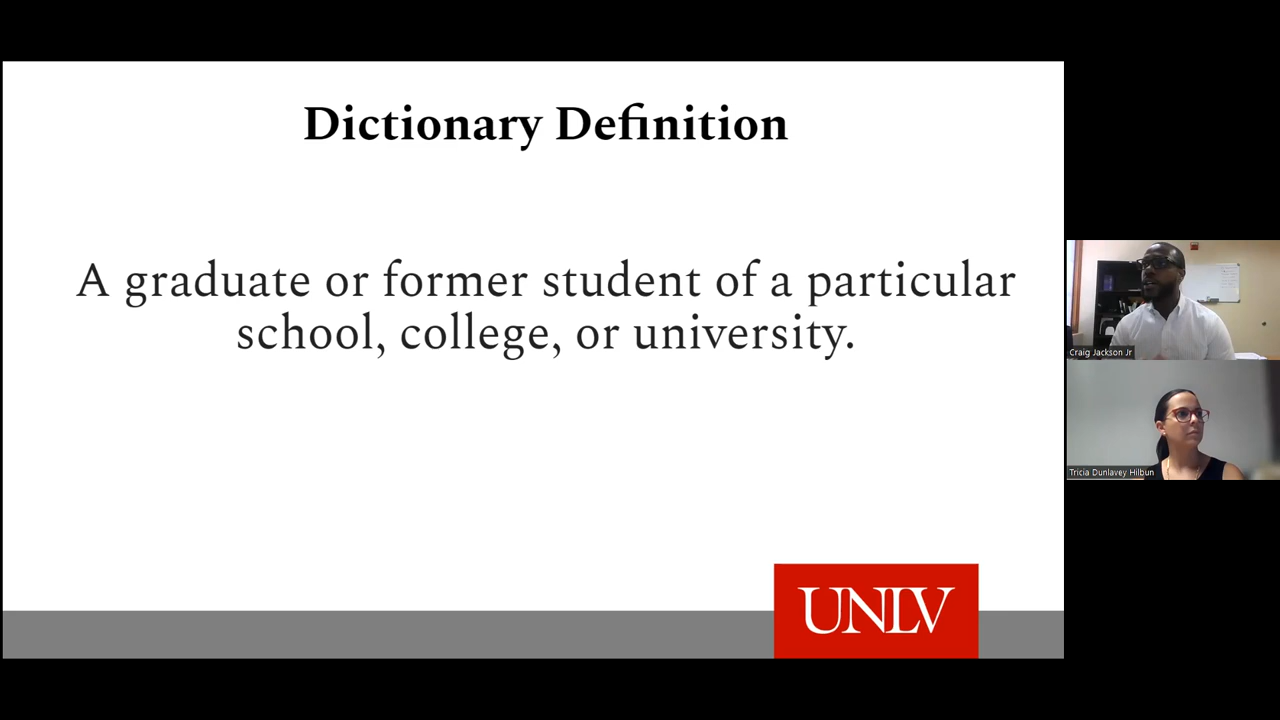 Dictionary Definition
A graduate or former student of a particular
school, college, or university.
UNLV
Craig Jackson Jr
Tricia Dunlavey Hilbun